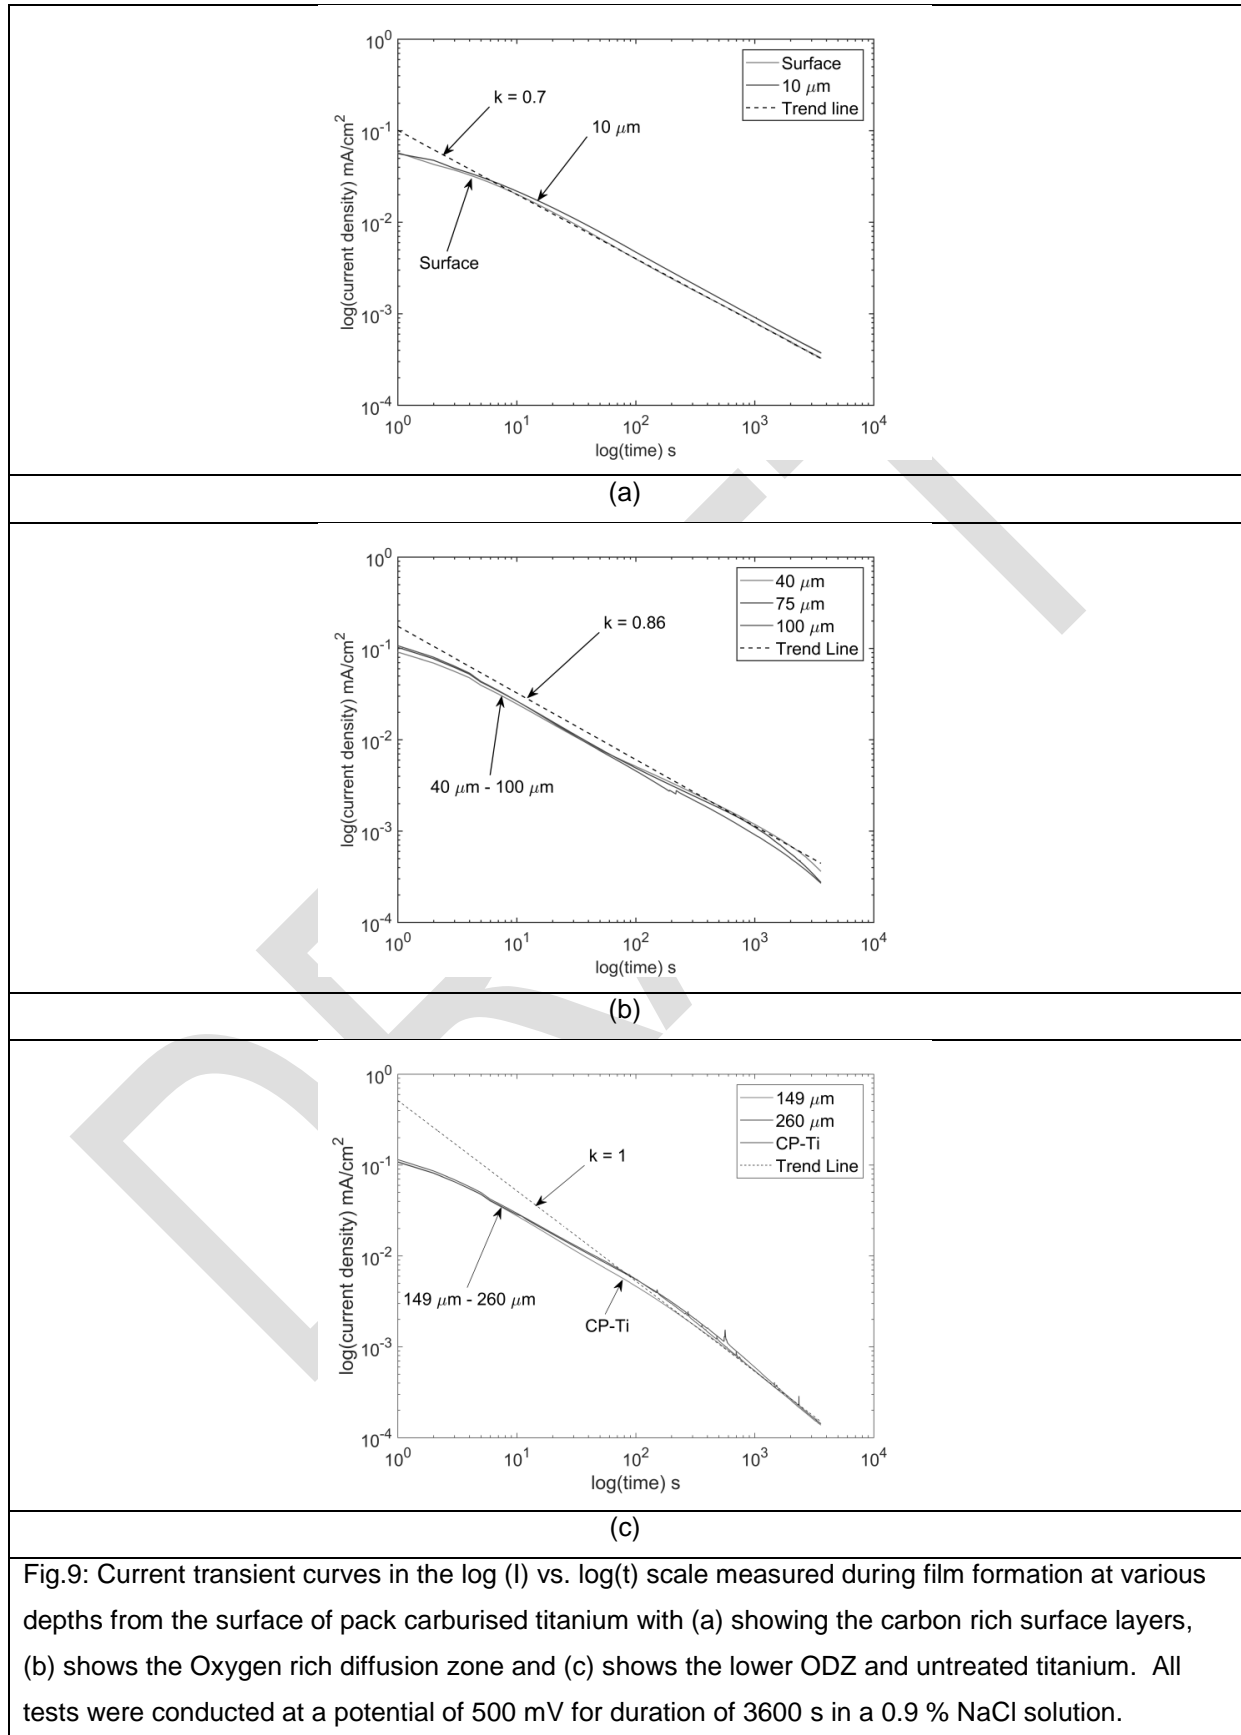 10^0
10^-1
10^-2
10^-3
10^-4
log(current density) mA/cm^2
Surface
10 μm
Trend line
k = 0.7
10 μm
Surface
10^0 10^1 10^2 10^3 10^4
log(time) s
(a)
10^0
10^-1
10^-2
10^-3
10^-4
log(current density) mA/cm^2
40 μm
75 μm
100 μm
Trend Line
k = 0.86
40 μm - 100 μm
10^0 10^1 10^2 10^3 10^4
log(time) s
(b)
10^0
10^-1
10^-2
10^-3
10^-4
log(current density) mA/cm^2
149 μm
260 μm
CP-Ti
Trend Line
k = 1
149 μm - 260 μm
CP-Ti
10^0 10^1 10^2 10^3 10^4
log(time) s
(c)
Fig.9: Current transient curves in the log (I) vs. log(t) scale measured during film formation at various
depths from the surface of pack carburised titanium with (a) showing the carbon rich surface layers,
(b) shows the Oxygen rich diffusion zone and (c) shows the lower ODZ and untreated titanium. All
tests were conducted at a potential of 500 mV for duration of 3600 s in a 0.9 % NaCl solution.